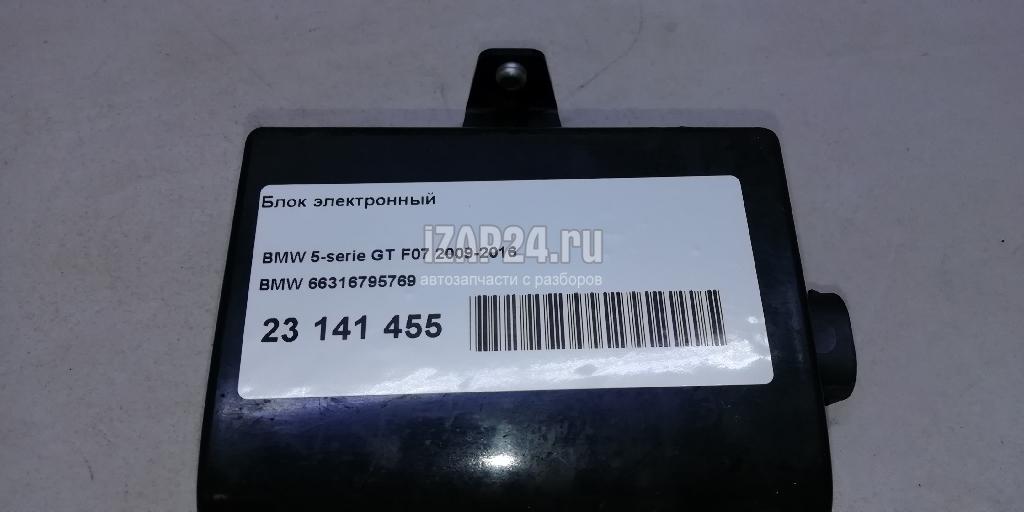 Блок электронный
iZAP24.ru
BMW 5-serie GT F07 2009-2016
автозапчасти с разборов
BMW 66316795769
23 141 455